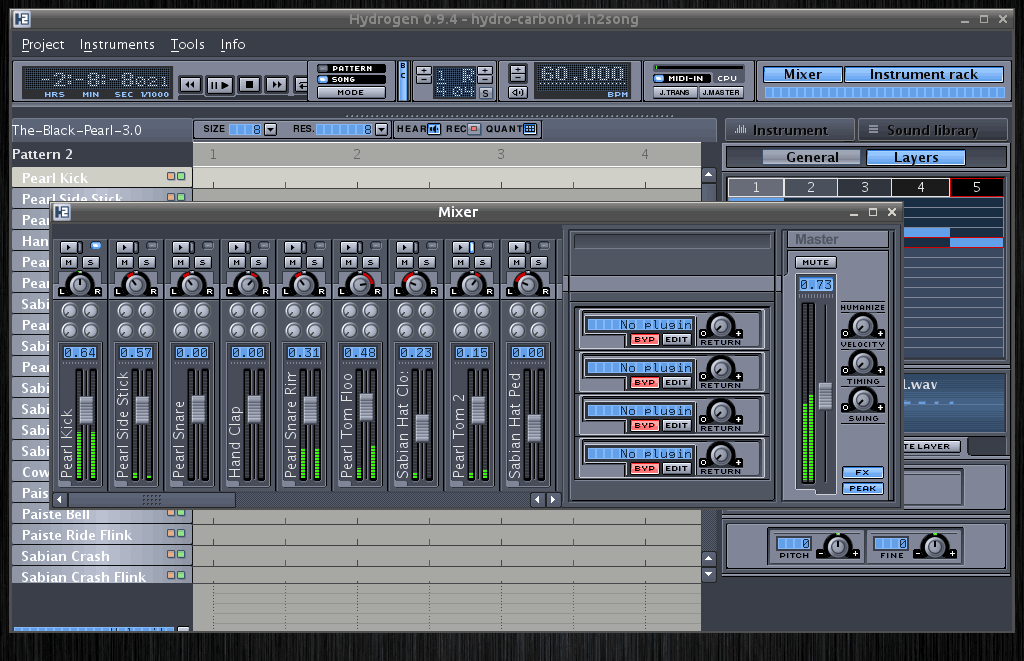 H2 Hydrogen 0.9.4 - hydro-carbon01.h2song
Project Instruments Tools Info
-2:-8:-8021
HRS MIN SEC 1/1000
PATTERN
SONG
MODE
BC
1 R
4 04 S
60.000
BPM
MIDI-IN CPU
J.TRANS J.MASTER
Mixer Instrument rack
The-Black-Pearl-3.0
SIZE 8 RES. 8 HEAR REC QUANT
Instrument Sound library
Pattern 2
1 2 3 4
General Layers
Pearl Kick
1 2 3 4 5
Pearl Side Stick
H2 Mixer
Pear
Han
Pear
Pear
Sabi
Pear
Sabi
Pear
Sabi
Sabi
Sabi
Sabi
Cow
Pais
M S M S M S M S M S M S M S M S M S
L R L R L R L R L R L R L R L R L R
0.64 0.57 0.00 0.00 0.31 0.48 0.23 0.15 0.00
Pearl Kick
Pearl Side Stick
Pearl Snare
Hand Clap
Pearl Snare Rim
Pearl Tom Floo
Sabian Hat Clo
Pearl Tom 2
Sabian Hat Ped
No plugin
BYP EDIT RETURN
No plugin
BYP EDIT RETURN
No plugin
BYP EDIT RETURN
No plugin
BYP EDIT RETURN
Master
MUTE
0.73
HUMANIZE
VELOCITY
TIMING
SWING
FX
PEAK
1.wav
TE LAYER
Paiste Bell
Paiste Ride Flink
Sabian Crash
Sabian Crash Flink
0 PITCH
0 FINE